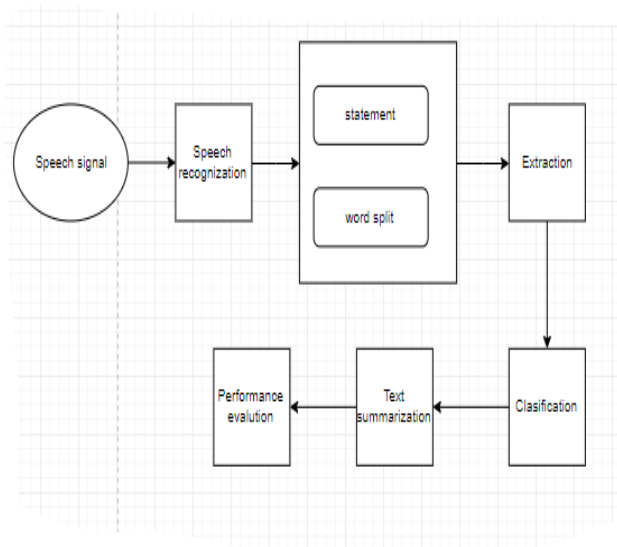 Speech signal
Speech
recognization
statement
word split
Extraction
Clasification
Text
summarization
Performance
evalution